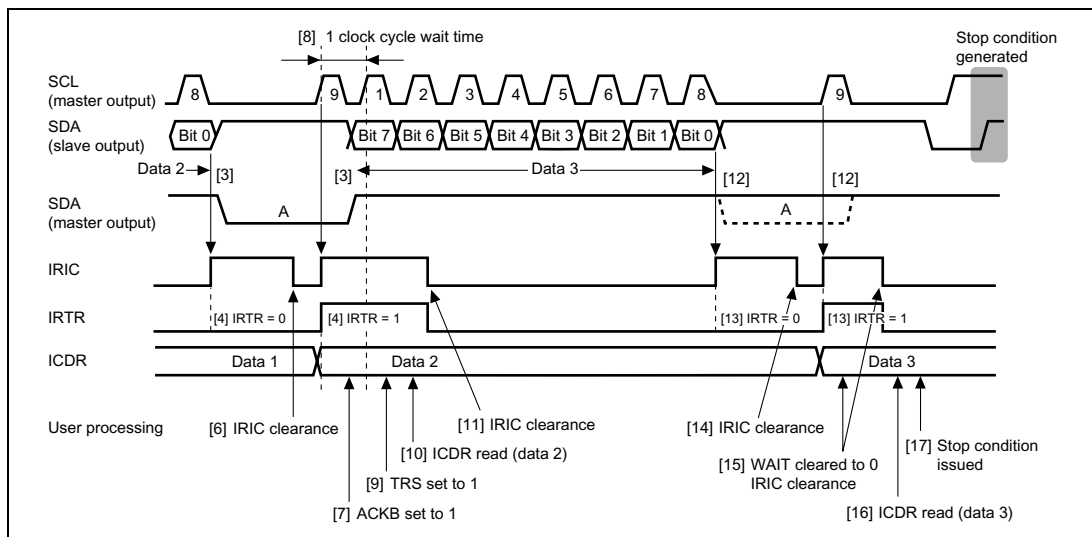 [8] 1 clock cycle wait time
Stop condition
generated
SCL
(master output)
8 9 1 2 3 4 5 6 7 8 9
SDA
(slave output)
Bit 0 Bit 7 Bit 6 Bit 5 Bit 4 Bit 3 Bit 2 Bit 1 Bit 0
Data 2 [3] [3] Data 3 [12] [12]
SDA
(master output)
A A
IRIC
IRTR
[4] IRTR = 0 [4] IRTR = 1 [13] IRTR = 0 [13] IRTR = 1
ICDR
Data 1 Data 2 Data 3
User processing
[6] IRIC clearance
[11] IRIC clearance
[14] IRIC clearance
[17] Stop condition
issued
[10] ICDR read (data 2)
[15] WAIT cleared to 0
IRIC clearance
[9] TRS set to 1
[16] ICDR read (data 3)
[7] ACKB set to 1